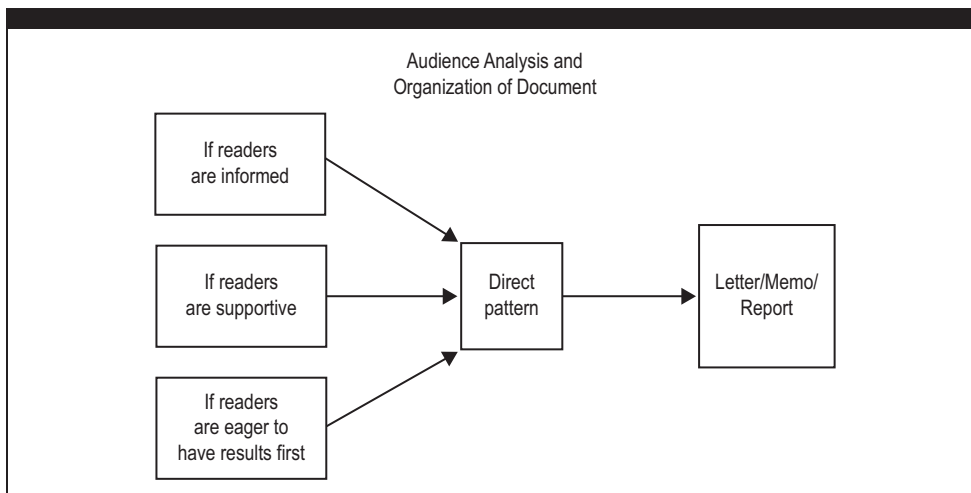 Audience Analysis and
Organization of Document
If readers
are informed
If readers
are supportive
If readers
are eager to
have results first
Direct
pattern
Letter/Memo/
Report